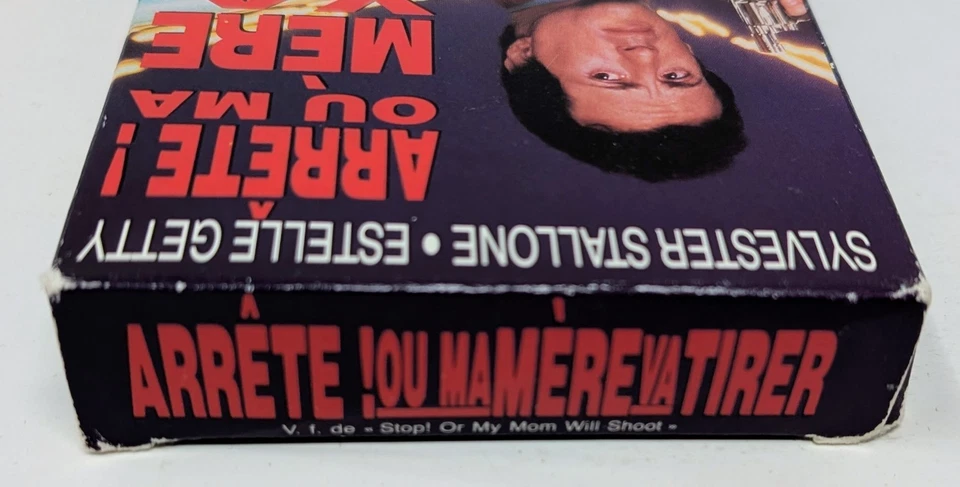 SYLVESTER STALLONE • ESTELLE GETTY
ARRÊTE !
OU MA
MÈRE
VA
ARRÊTE ! OU MA MÈRE VA TIRER
V. f. de « Stop! Or My Mom Will Shoot »